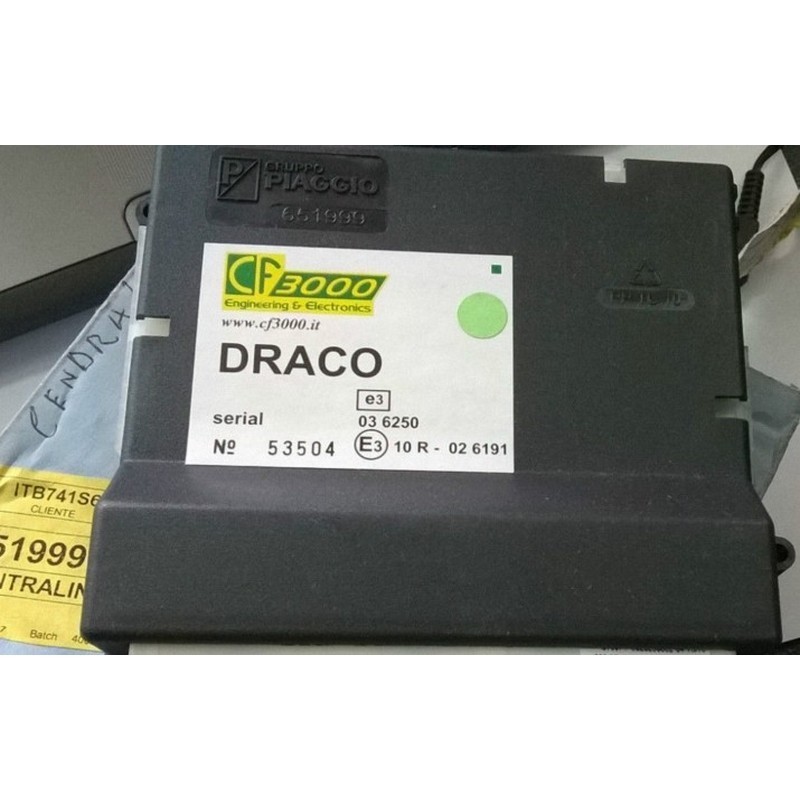 GRUPPO
PIAGGIO
651999
CF3000
Engineering & Electronics
www.cf3000.it
DRACO
e3
serial 03 6250
Nº 53504 E3 10 R - 02 6191
CENDRA
ITB741S6
CLIENTE
51999
NTRALIN
Batch